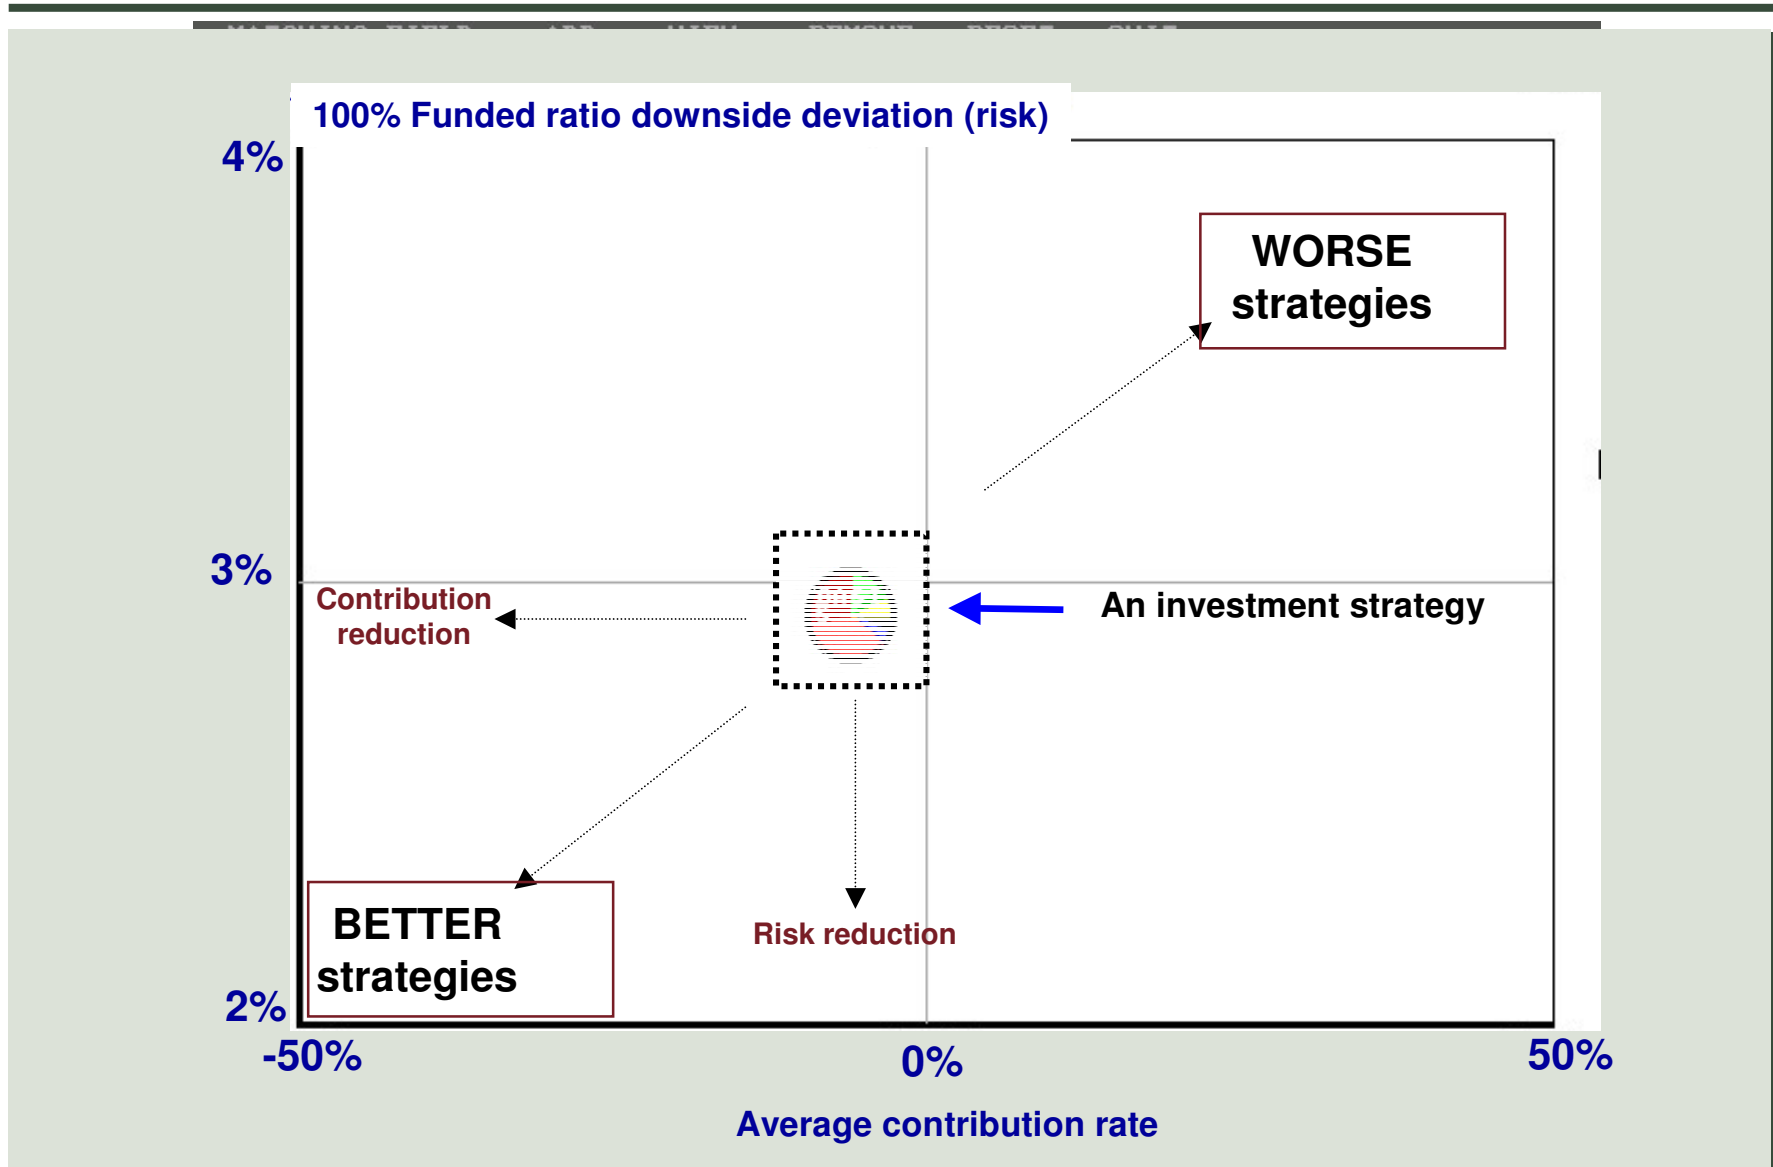 100% Funded ratio downside deviation (risk)
4%
WORSE
strategies
3%
Contribution
reduction
An investment strategy
BETTER
strategies
Risk reduction
2%
-50%
0%
50%
Average contribution rate